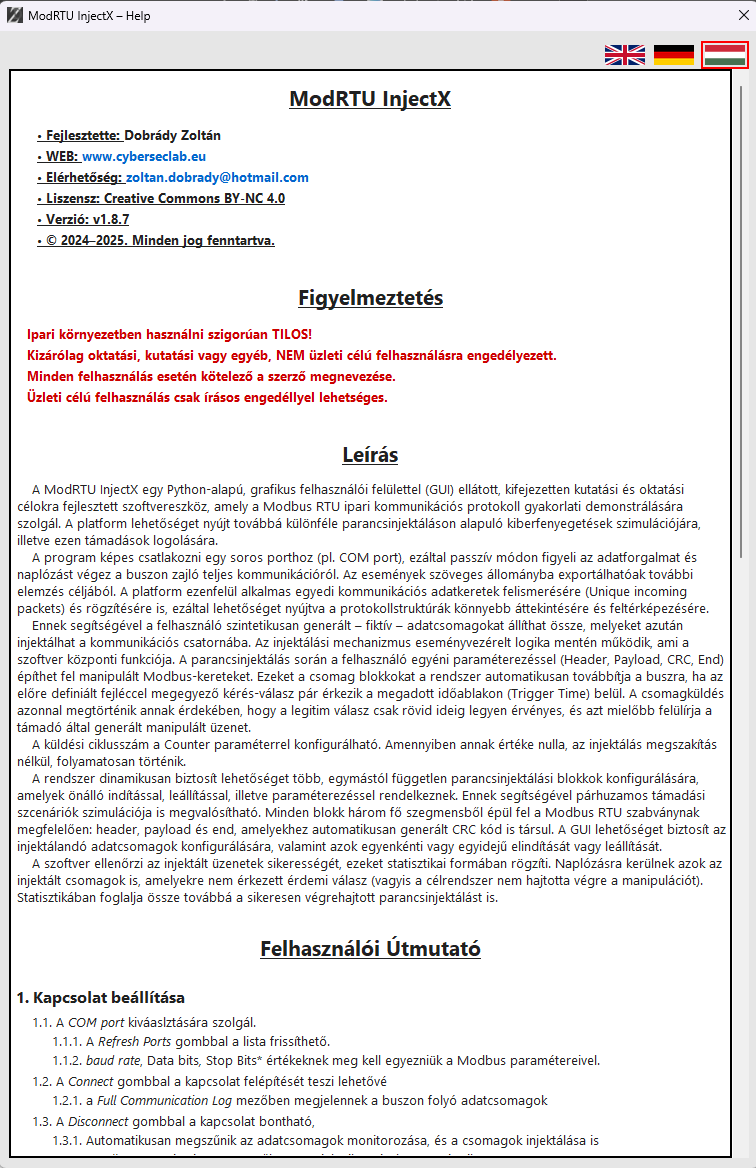 ModRTU InjectX – Help
ModRTU InjectX
• Fejlesztette: Dobrády Zoltán
• WEB: www.cyberseclab.eu
• Elérhetőség: zoltan.dobrady@hotmail.com
• Liszensz: Creative Commons BY-NC 4.0
• Verzió: v1.8.7
• © 2024–2025. Minden jog fenntartva.
Figyelmeztetés
Ipari környezetben használni szigorúan TILOS!
Kizárólag oktatási, kutatási vagy egyéb, NEM üzleti célú felhasználásra engedélyezett.
Minden felhasználás esetén kötelező a szerző megnevezése.
Üzleti célú felhasználás csak írásos engedéllyel lehetséges.
Leírás
A ModRTU InjectX egy Python-alapú, grafikus felhasználói felülettel (GUI) ellátott, kifejezetten kutatási és oktatási
célokra fejlesztett szoftvereszköz, amely a Modbus RTU ipari kommunikációs protokoll gyakorlati demonstrálására
szolgál. A platform lehetőséget nyújt továbbá különféle parancsinjektáláson alapuló kiberfenyegetések szimulációjára,
illetve ezen támadások logolására.
A program képes csatlakozni egy soros porthoz (pl. COM port), ezáltal passzív módon figyeli az adatforgalmat és
naplózást végez a buszon zajló teljes kommunikációról. Az események szöveges állományba exportálhatóak további
elemzés céljából. A platform ezenfelül alkalmas egyedi kommunikációs adatkeretek felismerésére (Unique incoming
packets) és rögzítésére is, ezáltal lehetőséget nyújtva a protokollstruktúrák könnyebb áttekintésére és feltérképezésére.
Ennek segítségével a felhasználó szintetikusan generált – fiktív – adatcsomagokat állíthat össze, melyeket azután
injektálhat a kommunikációs csatornába. Az injektálási mechanizmus eseményvezérelt logika mentén működik, ami a
szoftver központi funkciója. A parancsinjektálás során a felhasználó egyéni paraméterezéssel (Header, Payload, CRC, End)
építhet fel manipulált Modbus-kereteket. Ezeket a csomag blokkokat a rendszer automatikusan továbbítja a buszra, ha az
előre definiált fejléccel megegyező kérés-válasz pár érkezik a megadott időablakon (Trigger Time) belül. A csomagküldés
azonnal megtörténik annak érdekében, hogy a legitim válasz csak rövid ideig legyen érvényes, és azt mielőbb felülírja a
támadó által generált manipulált üzenet.
A küldési ciklusszám a Counter paraméterrel konfigurálható. Amennyiben annak értéke nulla, az injektálás megszakítás
nélkül, folyamatosan történik.
A rendszer dinamikusan biztosít lehetőséget több, egymástól független parancsinjektálási blokkok konfigurálására,
amelyek önálló indítással, leállítással, illetve paraméterezéssel rendelkeznek. Ennek segítségével párhuzamos támadási
szcenáriók szimulációja is megvalósítható. Minden blokk három fő szegmensből épül fel a Modbus RTU szabványnak
megfelelően: header, payload és end, amelyekhez automatikusan generált CRC kód is társul. A GUI lehetőséget biztosít az
injektálandó adatcsomagok konfigurálására, valamint azok egyenkénti vagy egyidejű elindítását vagy leállítását.
A szoftver ellenőrzi az injektált üzenetek sikerességét, ezeket statisztikai formában rögzíti. Naplózásra kerülnek azok az
injektált csomagok is, amelyekre nem érkezett érdemi válasz (vagyis a célrendszer nem hajtotta végre a manipulációt).
Statisztikában foglalja össze továbbá a sikeresen végrehajtott parancsinjektálást is.
Felhasználói Útmutató
1. Kapcsolat beállítása
1.1. A COM port kiváaslztására szolgál.
1.1.1. A Refresh Ports gombbal a lista frissíthető.
1.1.2. baud rate, Data bits, Stop Bits* értékeknek meg kell egyezniük a Modbus paramétereivel.
1.2. A Connect gombbal a kapcsolat felépítését teszi lehetővé
1.2.1. a Full Communication Log mezőben megjelennek a buszon folyó adatcsomagok
1.3. A Disconnect gombbal a kapcsolat bontható,
1.3.1. Automatikusan megszűnik az adatcsomagok monitorozása, és a csomagok injektálása is